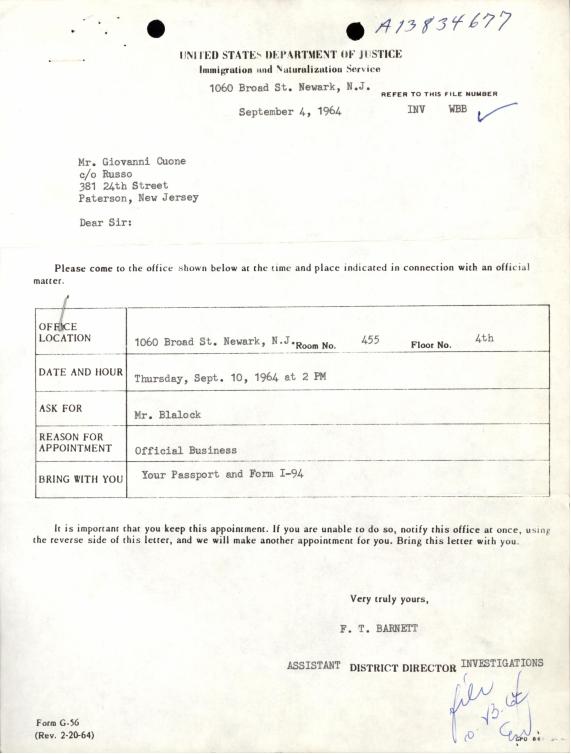 A13834677
UNITED STATES DEPARTMENT OF JUSTICE
Immigration and Naturalization Service
1060 Broad St. Newark, N.J.
REFER TO THIS FILE NUMBER
September 4, 1964 INV WBB
Mr. Giovanni Cuone
c/o Russo
381 24th Street
Paterson, New Jersey
Dear Sir:
Please come to the office shown below at the time and place indicated in connection with an official
matter.
OFFICE
LOCATION 1060 Broad St. Newark, N.J. Room No. 455 Floor No. 4th
DATE AND HOUR Thursday, Sept. 10, 1964 at 2 PM
ASK FOR Mr. Blalock
REASON FOR
APPOINTMENT Official Business
BRING WITH YOU Your Passport and Form I-94
It is important that you keep this appointment. If you are unable to do so, notify this office at once, using
the reverse side of this letter, and we will make another appointment for you. Bring this letter with you.
Very truly yours,
F. T. BARNETT
ASSISTANT DISTRICT DIRECTOR INVESTIGATIONS
file
Form G-56
(Rev. 2-20-64) GPO